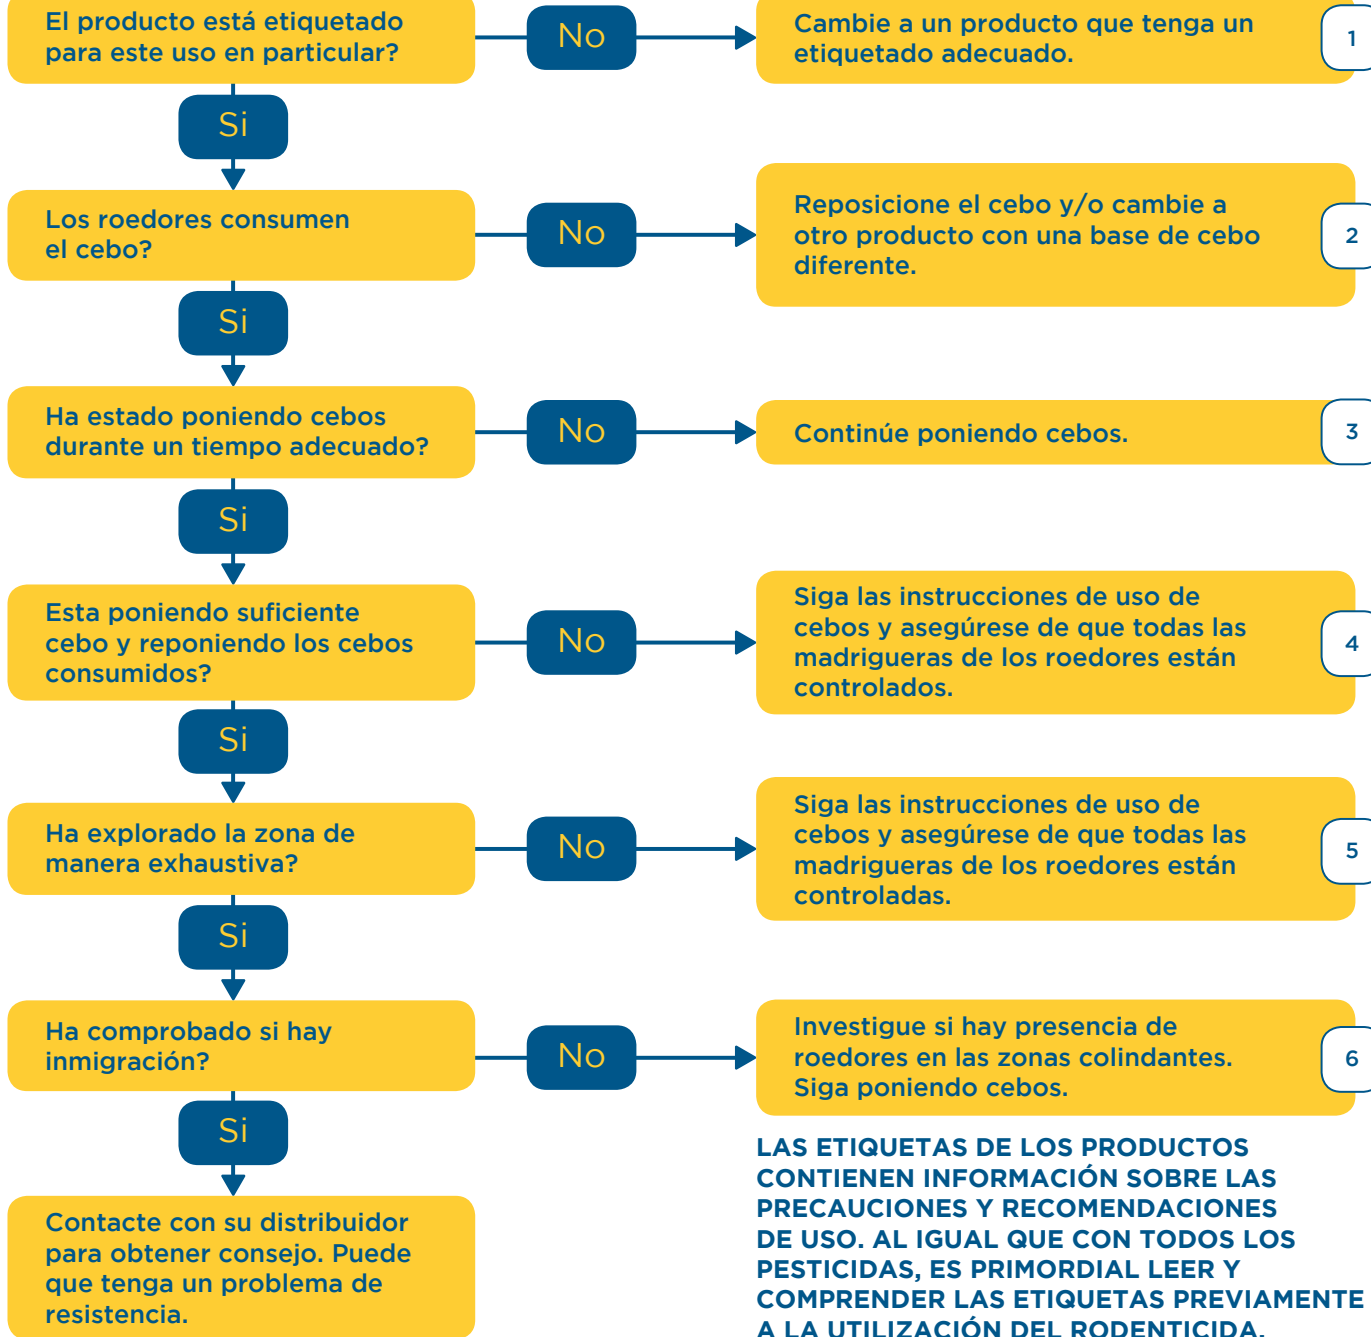 El producto está etiquetado
para este uso en particular?
No
Cambie a un producto que tenga un
etiquetado adecuado.
1
Si
Los roedores consumen
el cebo?
No
Reposicione el cebo y/o cambie a
otro producto con una base de cebo
diferente.
2
Si
Ha estado poniendo cebos
durante un tiempo adecuado?
No
Continúe poniendo cebos.
3
Si
Esta poniendo suficiente
cebo y reponiendo los cebos
consumidos?
No
Siga las instrucciones de uso de
cebos y asegúrese de que todas las
madrigueras de los roedores están
controlados.
4
Si
Ha explorado la zona de
manera exhaustiva?
No
Siga las instrucciones de uso de
cebos y asegúrese de que todas las
madrigueras de los roedores están
controladas.
5
Si
Ha comprobado si hay
inmigración?
No
Investigue si hay presencia de
roedores en las zonas colindantes.
Siga poniendo cebos.
6
Si
Contacte con su distribuidor
para obtener consejo. Puede
que tenga un problema de
resistencia.
LAS ETIQUETAS DE LOS PRODUCTOS
CONTIENEN INFORMACIÓN SOBRE LAS
PRECAUCIONES Y RECOMENDACIONES
DE USO. AL IGUAL QUE CON TODOS LOS
PESTICIDAS, ES PRIMORDIAL LEER Y
COMPRENDER LAS ETIQUETAS PREVIAMENTE
A LA UTILIZACIÓN DEL RODENTICIDA.